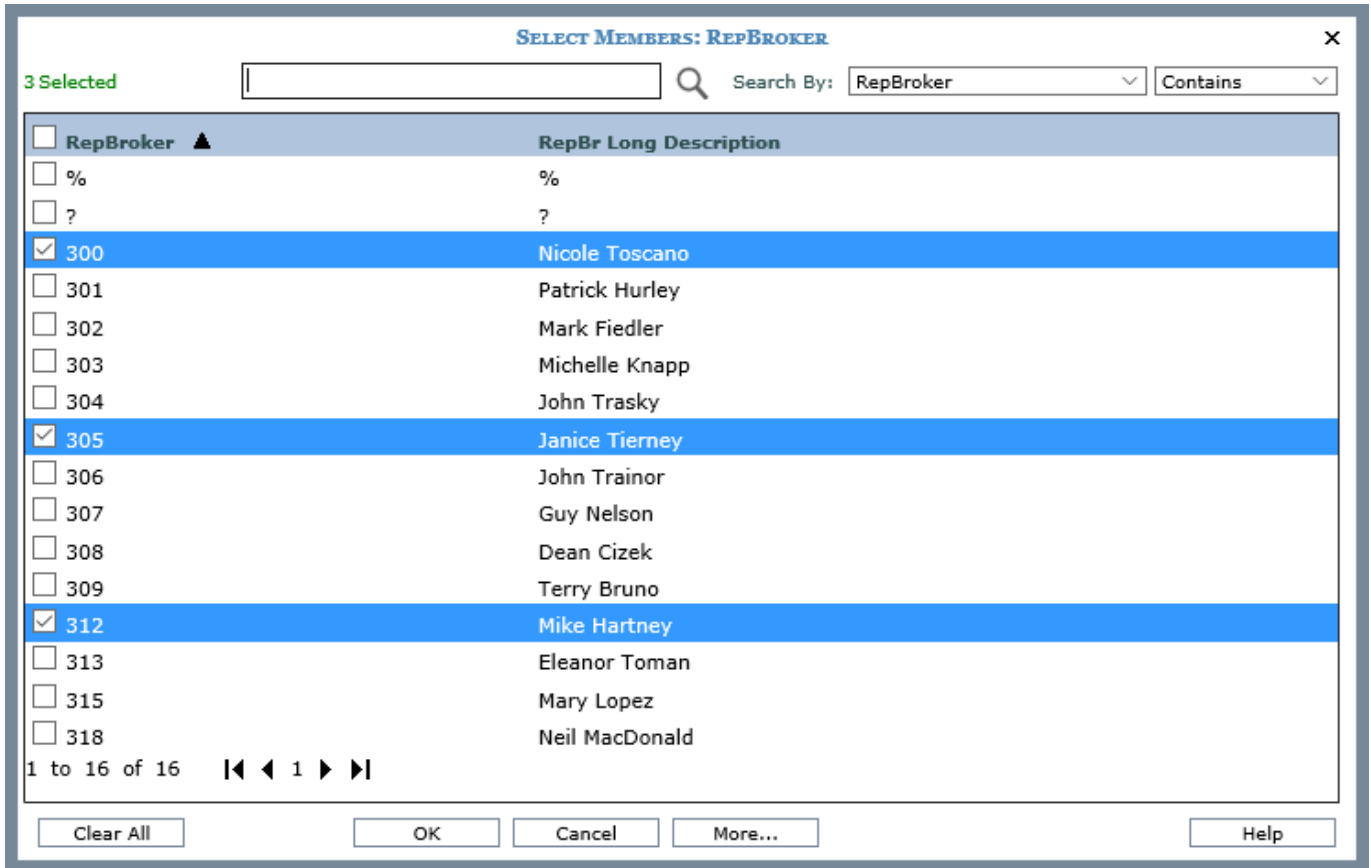 SELECT MEMBERS: REPBROKER
3 Selected Search By: RepBroker Contains
RepBroker RepBr Long Description
% %
? ?
300 Nicole Toscano
301 Patrick Hurley
302 Mark Fiedler
303 Michelle Knapp
304 John Trasky
305 Janice Tierney
306 John Trainor
307 Guy Nelson
308 Dean Cizek
309 Terry Bruno
312 Mike Hartney
313 Eleanor Toman
315 Mary Lopez
318 Neil MacDonald
1 to 16 of 16 1
Clear All OK Cancel More... Help